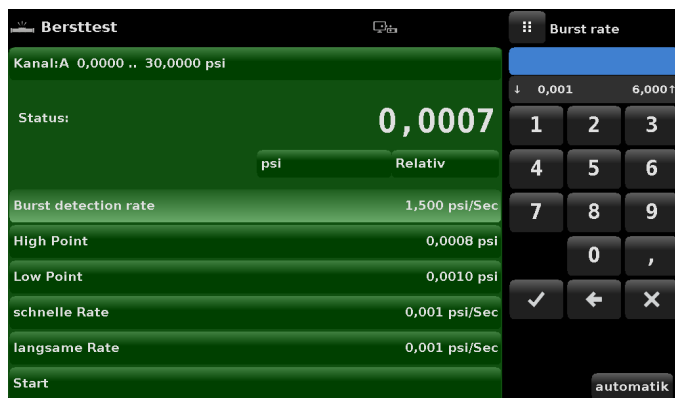 Bersttest
Kanal:A 0,0000 .. 30,0000 psi
Status:
0,0007
psi Relativ
Burst detection rate 1,500 psi/Sec
High Point 0,0008 psi
Low Point 0,0010 psi
schnelle Rate 0,001 psi/Sec
langsame Rate 0,001 psi/Sec
Start
Burst rate
↓ 0,001 6,000↑
1 2 3
4 5 6
7 8 9
0 ,
automatik